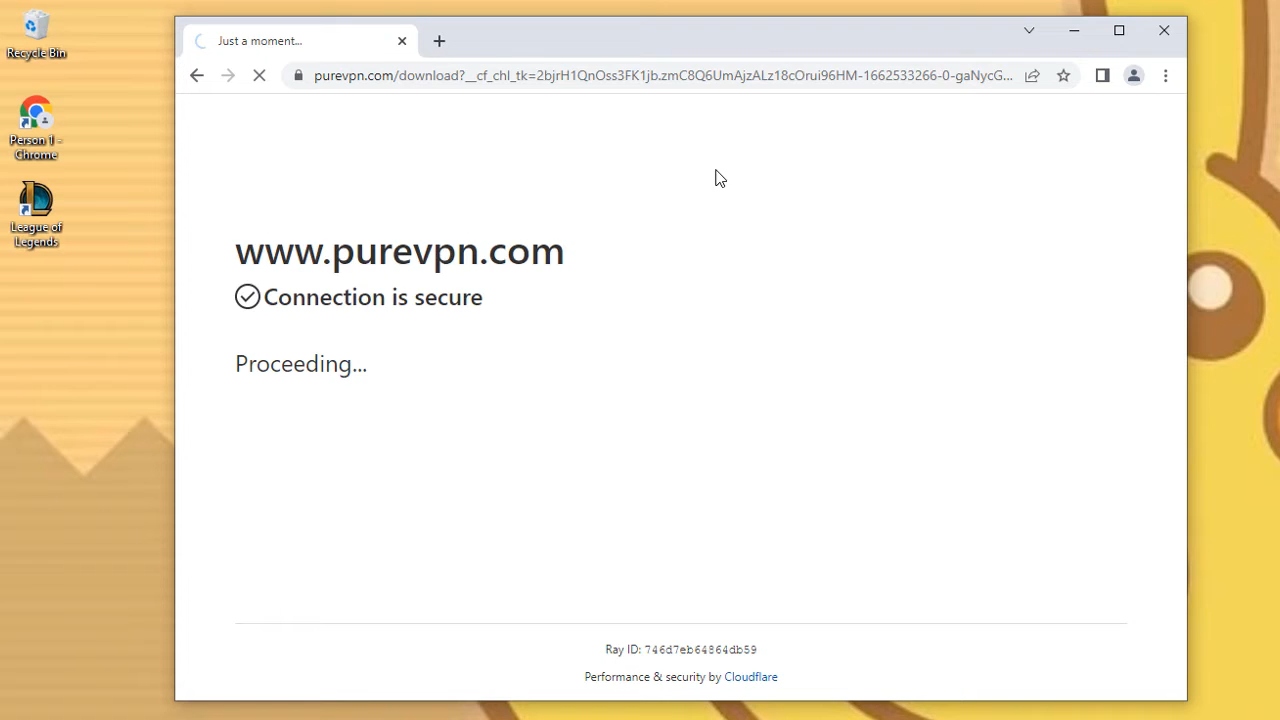 Recycle Bin
Person 1 -
Chrome
League of
Legends
Just a moment...
purevpn.com/download?__cf_chl_tk=2bjrH1QnOss3FK1jb.zmC8Q6UmAjzALz18cOrui96HM-1662533266-0-gaNycG...
www.purevpn.com
Connection is secure
Proceeding...
Ray ID: 746d7eb64864db59
Performance & security by Cloudflare